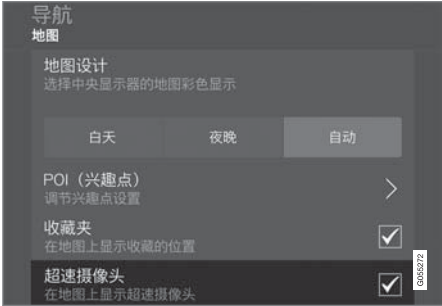 导航
地图
地图设计
选择中央显示器的地图彩色显示
白天
夜晚
自动
POI（兴趣点）
调节兴趣点设置
收藏夹
在地图上显示收藏的位置
超速摄像头
在地图上显示超速摄像头
G055272